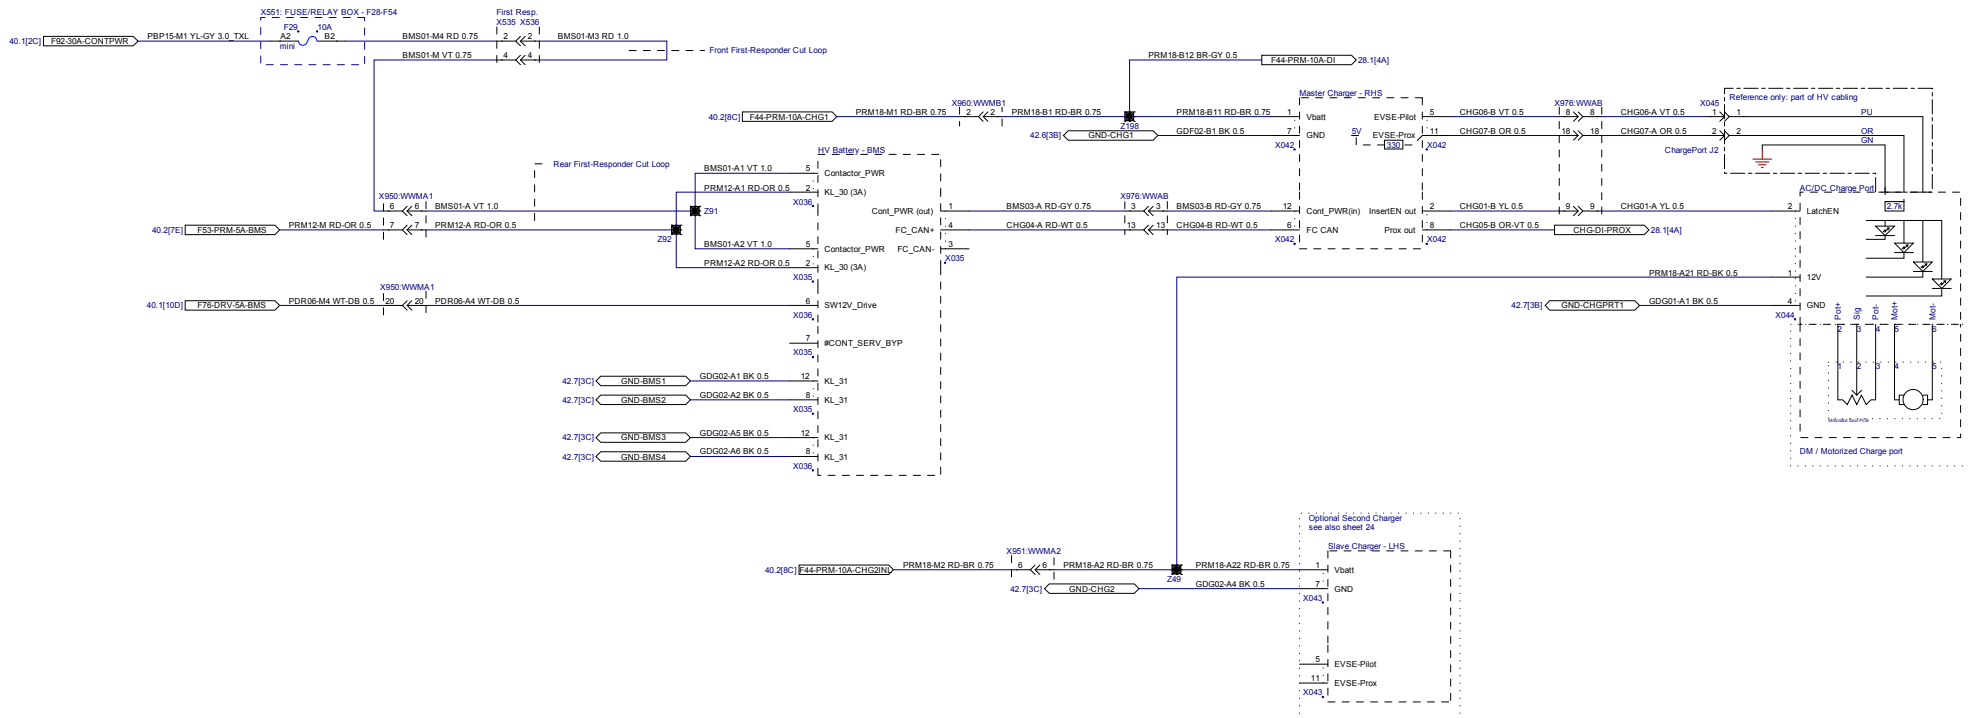 X551: FUSE/RELAY BOX - F28-F54
First Resp.
X535 X536
F29 10A
A2 B2
mini
40.1[2C] F92-30A-CONTPWR PBP15-M1 YL-GY 3.0_TXL
BMS01-M4 RD 0.75 2 2 BMS01-M3 RD 1.0
BMS01-M VT 0.75 4 4
Front First-Responder Cut Loop
PRM18-B12 BR-GY 0.5 F44-PRM-10A-DI 28.1[4A]
Master Charger - RHS
X960:WWMB1
40.2[8C] F44-PRM-10A-CHG1 PRM18-M1 RD-BR 0.75 2 2 PRM18-B1 RD-BR 0.75 PRM18-B11 RD-BR 0.75 1 Vbatt
Z198
42.6[3B] GND-CHG1 GDF02-B1 BK 0.5 7 GND
X042
5V
330
EVSE-Pilot 5 CHG06-B VT 0.5 8 8 CHG06-A VT 0.5 1 1 PU
EVSE-Prox 11 CHG07-B OR 0.5 18 18 CHG07-A OR 0.5 2 2 OR
GN
X042
X976:WWAB
X045
Reference only: part of HV cabling
ChargePort J2
Rear First-Responder Cut Loop
HV Battery - BMS
BMS01-A1 VT 1.0 5 Contactor_PWR
PRM12-A1 RD-OR 0.5 2 KL_30 (3A)
X036
X950:WWMA1
6 6 BMS01-A VT 1.0
Z91
40.2[7E] F53-PRM-5A-BMS PRM12-M RD-OR 0.5 7 7 PRM12-A RD-OR 0.5
Z92
BMS01-A2 VT 1.0 5 Contactor_PWR
PRM12-A2 RD-OR 0.5 2 KL_30 (3A)
X035
Cont_PWR (out) 1 BMS03-A RD-GY 0.75 3 3 BMS03-B RD-GY 0.75 12 Cont_PWR(in)
X976:WWAB
FC_CAN+ 4 CHG04-A RD-WT 0.5 13 13 CHG04-B RD-WT 0.5 6 FC CAN
FC_CAN- 3
X035
X042
InsertEN out 2 CHG01-B YL 0.5 9 9 CHG01-A YL 0.5 2 LatchEN
Prox out 8 CHG05-B OR-VT 0.5 CHG-DI-PROX 28.1[4A]
X042
AC/DC Charge Port
2.7k
PRM18-A21 RD-BK 0.5 1 12V
42.7[3B] GND-CHGPRT1 GDG01-A1 BK 0.5 4 GND
X044
Pot+ Sig Pot- Mot+ Mot-
2 3 4 5 6
1 2 3 4 5
Motorized Door PCB
DM / Motorized Charge port
X950:WWMA1
40.1[10D] F76-DRV-5A-BMS PDR06-M4 WT-DB 0.5 20 20 PDR06-A4 WT-DB 0.5 6 SW12V_Drive
X036
7 #CONT_SERV_BYP
X035
42.7[3C] GND-BMS1 GDG02-A1 BK 0.5 12 KL_31
42.7[3C] GND-BMS2 GDG02-A2 BK 0.5 8 KL_31
X035
42.7[3C] GND-BMS3 GDG02-A5 BK 0.5 12 KL_31
42.7[3C] GND-BMS4 GDG02-A6 BK 0.5 8 KL_31
X036
Optional Second Charger
see also sheet 24
Slave Charger - LHS
X951:WWMA2
40.2[8C] F44-PRM-10A-CHG2INL PRM18-M2 RD-BR 0.75 6 6 PRM18-A2 RD-BR 0.75 PRM18-A22 RD-BR 0.75 1 Vbatt
Z49
42.7[3C] GND-CHG2 GDG02-A4 BK 0.5 7 GND
X043
5 EVSE-Pilot
11 EVSE-Prox
X043